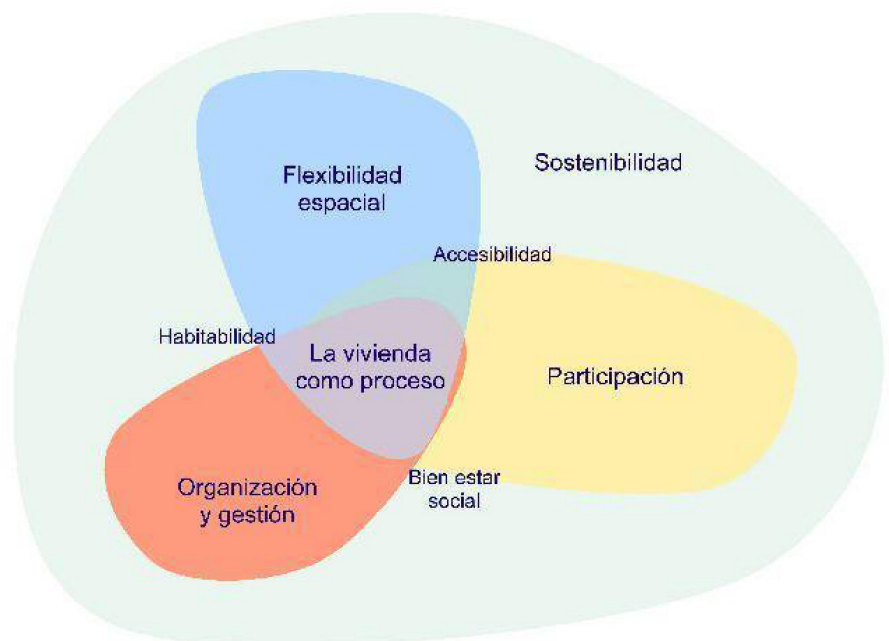 Flexibilidad
espacial
Sostenibilidad
Accesibilidad
Habitabilidad
La vivienda
como proceso
Participación
Organización
y gestión
Bien estar
social